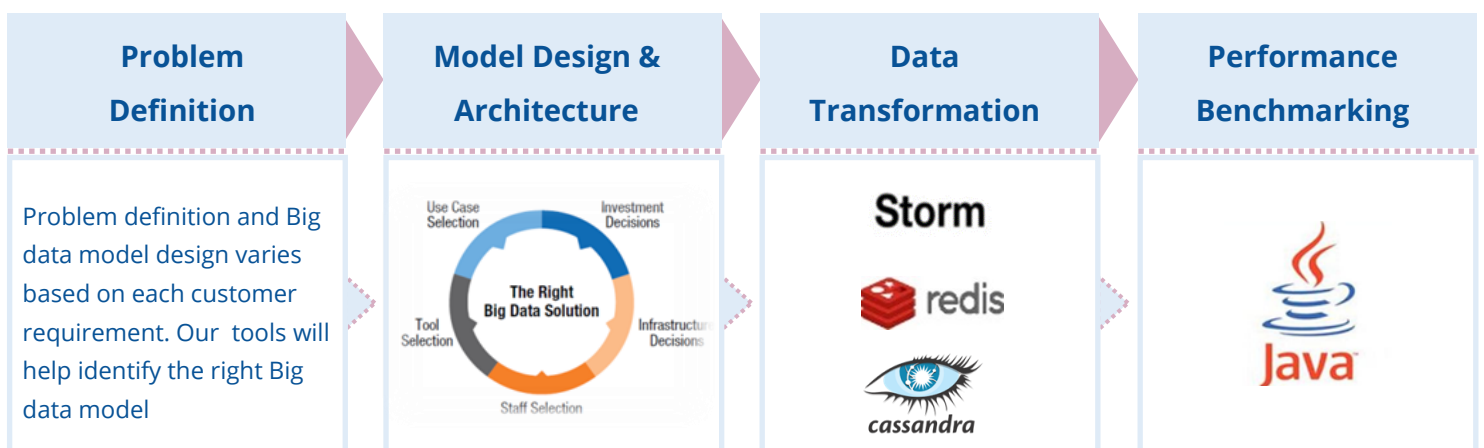 Problem
Definition
Model Design &
Architecture
Data
Transformation
Performance
Benchmarking
Problem definition and Big
data model design varies
based on each customer
requirement. Our  tools will
help identify the right Big
data model
Use Case
Selection
Investment
Decisions
The Right
Big Data Solution
Tool
Selection
Infrastructure
Decisions
Staff Selection
Storm
redis
cassandra
Java